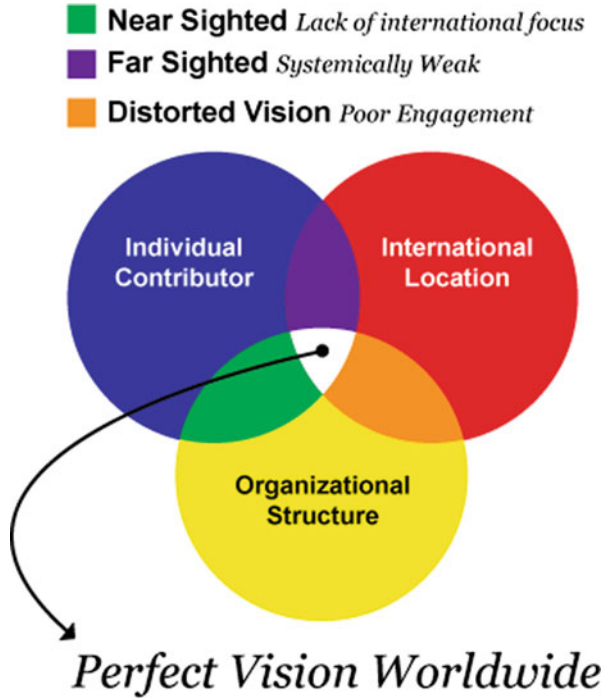 Near Sighted Lack of international focus
Far Sighted Systemically Weak
Distorted Vision Poor Engagement
Individual
Contributor
International
Location
Organizational
Structure
Perfect Vision Worldwide